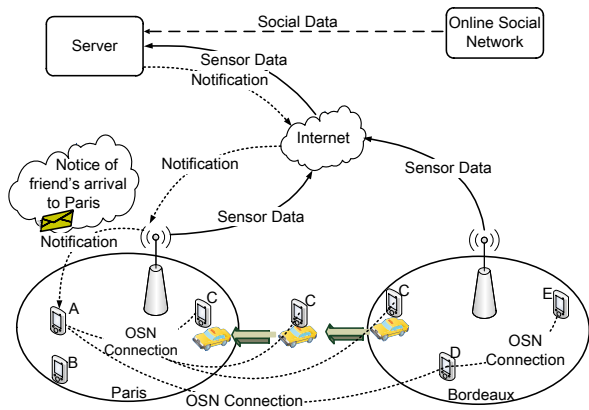 Social Data
Server
Online Social
Network
Sensor Data
Notification
Internet
Notification
Sensor Data
Notice of
friend's arrival
to Paris
Sensor Data
Notification
A
C
C
C
E
OSN
Connection
OSN
Connection
B
D
Paris
OSN Connection
Bordeaux